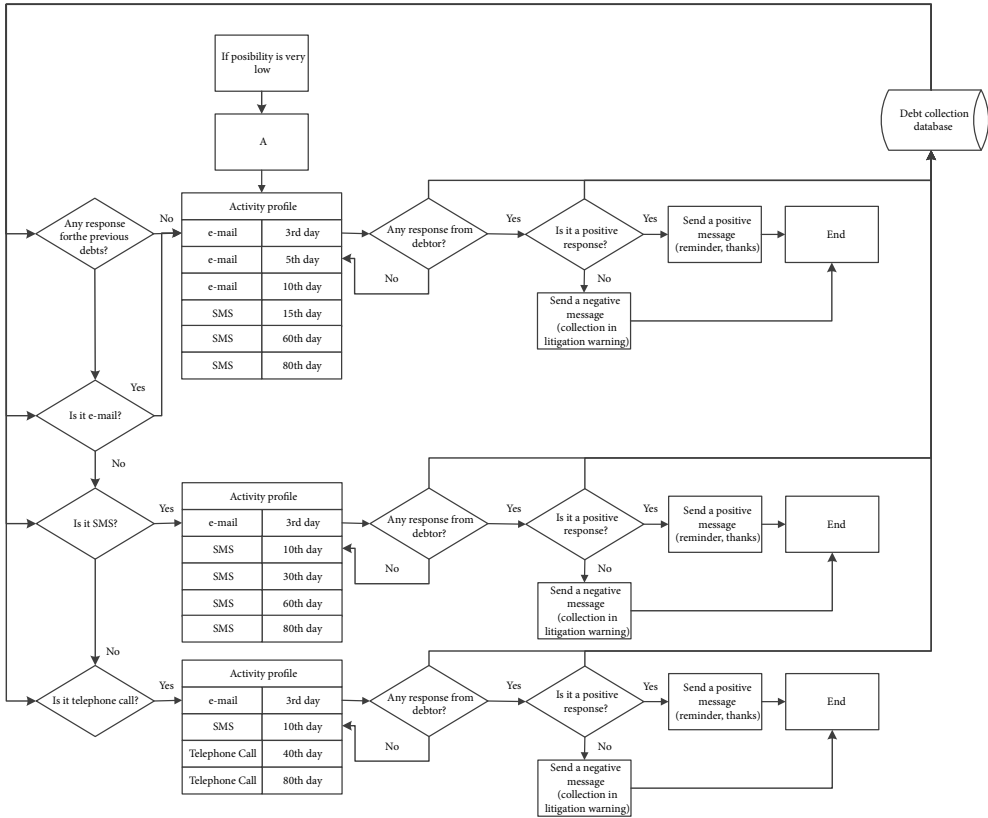 If posibility is very
low
A
Debt collection
database
Any response
forthe previous
debts?
No
Activity profile
e-mail 3rd day
e-mail 5th day
e-mail 10th day
SMS 15th day
SMS 60th day
SMS 80th day
Any response from
debtor?
No
Yes
Is it a positive
response?
Yes
No
Send a positive
message
(reminder, thanks)
End
Send a negative
message
(collection in
litigation warning)
Is it e-mail?
Yes
No
Is it SMS?
Yes
No
Activity profile
e-mail 3rd day
SMS 10th day
SMS 30th day
SMS 60th day
SMS 80th day
Any response from
debtor?
No
Yes
Is it a positive
response?
Yes
No
Send a positive
message
(reminder, thanks)
End
Send a negative
message
(collection in
litigation warning)
Is it telephone call?
Yes
Activity profile
e-mail 3rd day
SMS 10th day
Telephone Call 40th day
Telephone Call 80th day
Any response from
debtor?
No
Yes
Is it a positive
response?
Yes
No
Send a positive
message
(reminder, thanks)
End
Send a negative
message
(collection in
litigation warning)